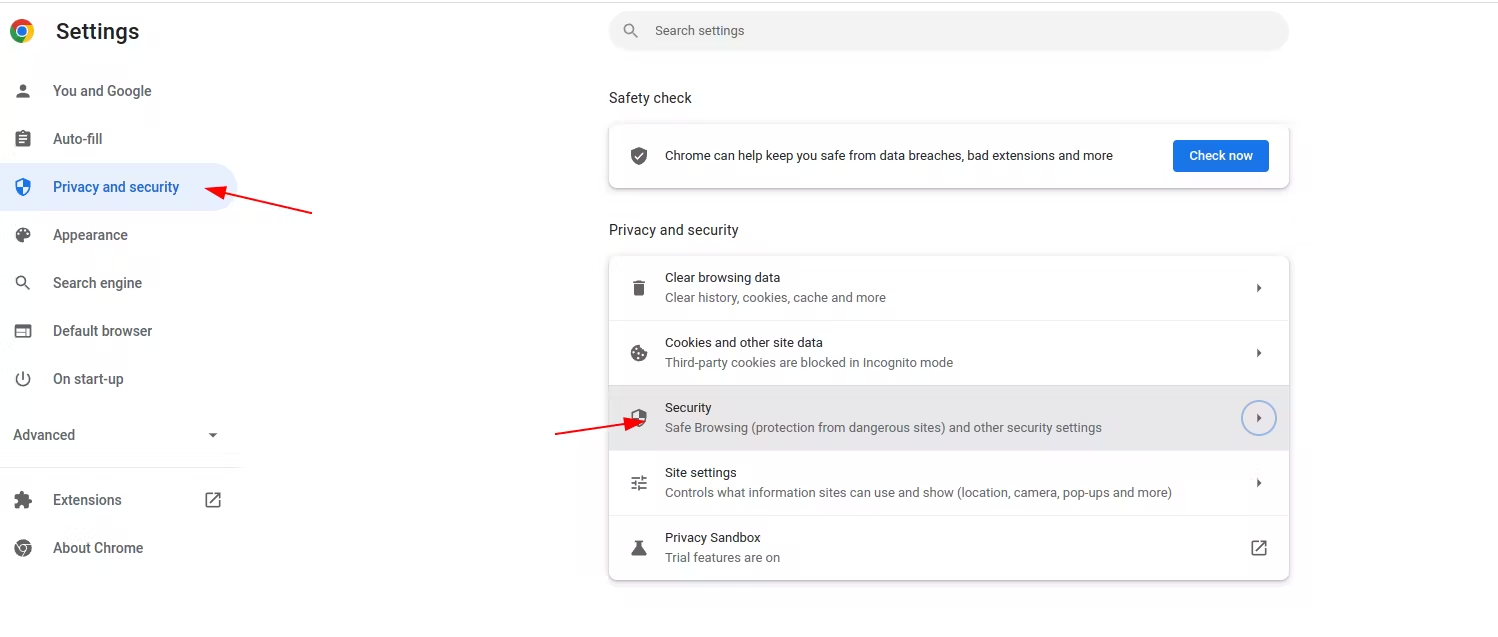 Settings
Search settings
You and Google
Auto-fill
Privacy and security
Appearance
Search engine
Default browser
On start-up
Advanced
Extensions
About Chrome
Safety check
Chrome can help keep you safe from data breaches, bad extensions and more
Check now
Privacy and security
Clear browsing data
Clear history, cookies, cache and more
Cookies and other site data
Third-party cookies are blocked in Incognito mode
Security
Safe Browsing (protection from dangerous sites) and other security settings
Site settings
Controls what information sites can use and show (location, camera, pop-ups and more)
Privacy Sandbox
Trial features are on